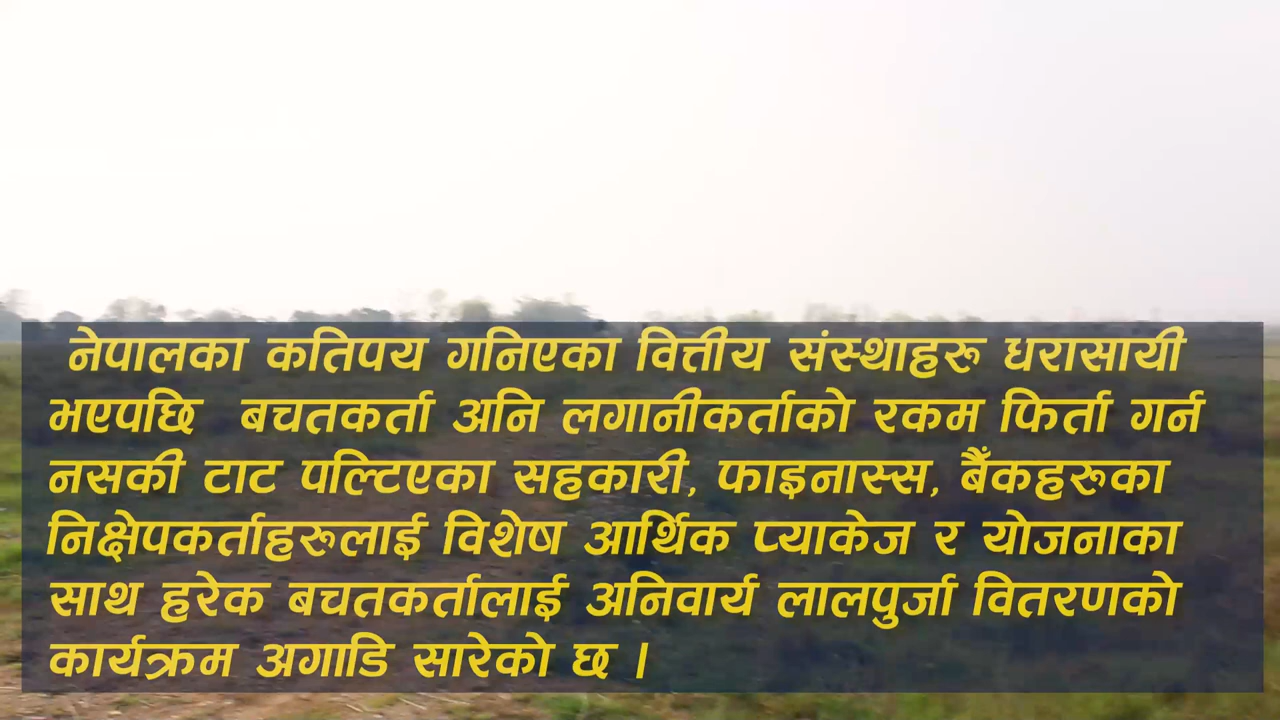 नेपालका कतिपय गनिएका वित्तीय संस्थाहरू धरासायी
भएपछि बचतकर्ता अनि लगानीकर्ताको रकम फिर्ता गर्न
नसकी टाट पल्टिएका सहकारी, फाइनास्स, बैँकहरूका
निक्षेपकर्ताहरूलाई विशेष आर्थिक प्याकेज र योजनाका
साथ हरेक बचतकर्तालाई अनिवार्य लालपुर्जा वितरणको
कार्यक्रम अगाडि सारेको छ ।